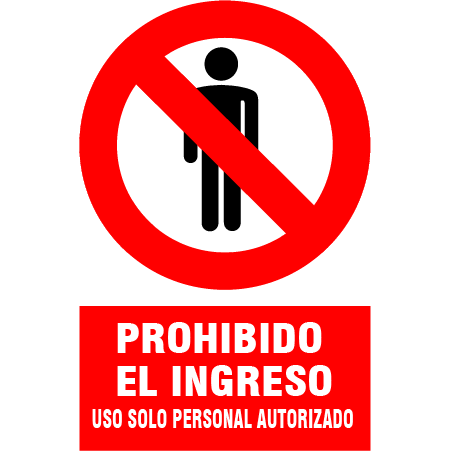 PROHIBIDO
EL INGRESO
USO SOLO PERSONAL AUTORIZADO